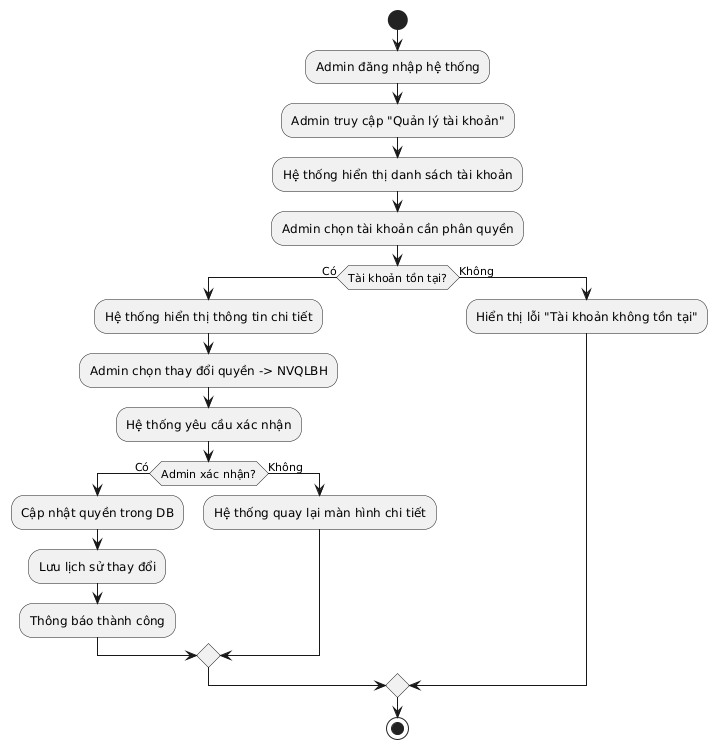 Admin đăng nhập hệ thống
Admin truy cập "Quản lý tài khoản"
Hệ thống hiển thị danh sách tài khoản
Admin chọn tài khoản cần phân quyền
Có
Tài khoản tồn tại?
Không
Hệ thống hiển thị thông tin chi tiết
Hiển thị lỗi "Tài khoản không tồn tại"
Admin chọn thay đổi quyền -> NVQLBH
Hệ thống yêu cầu xác nhận
Có
Admin xác nhận?
Không
Cập nhật quyền trong DB
Hệ thống quay lại màn hình chi tiết
Lưu lịch sử thay đổi
Thông báo thành công